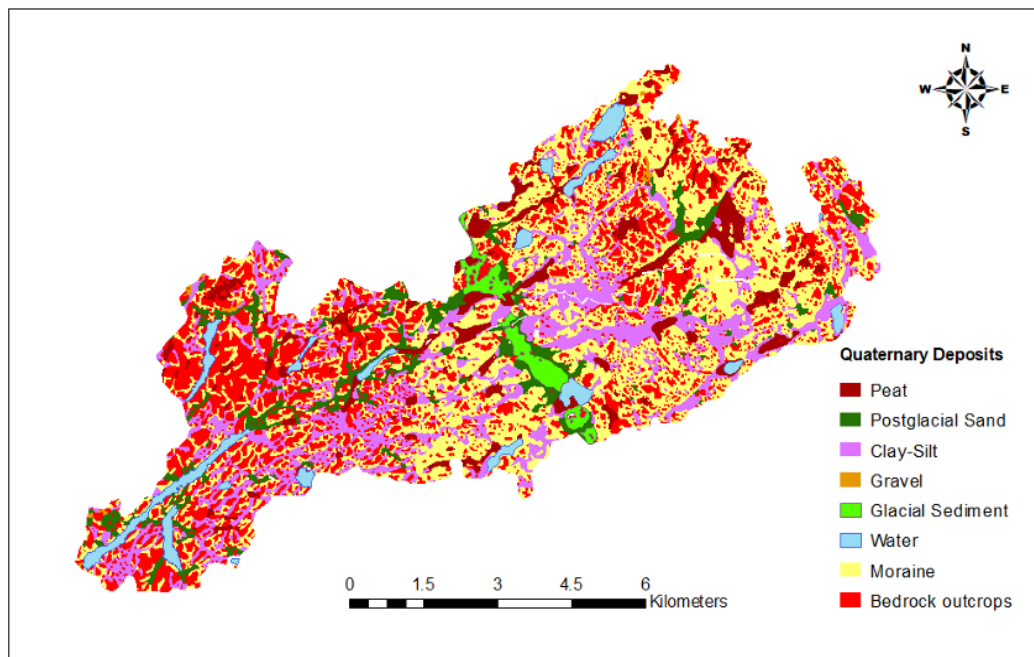 N
W E
S
Quaternary Deposits
Peat
Postglacial Sand
Clay-Silt
Gravel
Glacial Sediment
Water
Moraine
Bedrock outcrops
0 1.5 3 4.5 6
Kilometers